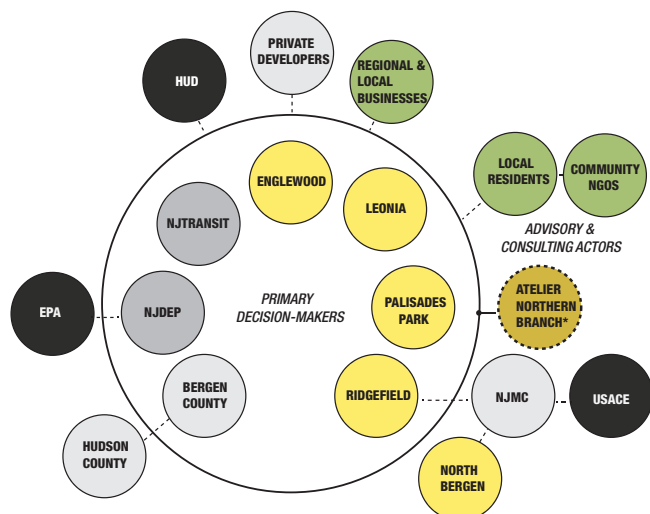 PRIVATE
DEVELOPERS
HUD
REGIONAL &
LOCAL
BUSINESSES
ENGLEWOOD
LOCAL
RESIDENTS
COMMUNITY
NGOS
LEONIA
NJTRANSIT
ADVISORY &
CONSULTING ACTORS
EPA
NJDEP
PRIMARY
DECISION-MAKERS
PALISADES
PARK
ATELIER
NORTHERN
BRANCH*
BERGEN
COUNTY
RIDGEFIELD
NJMC
USACE
HUDSON
COUNTY
NORTH
BERGEN